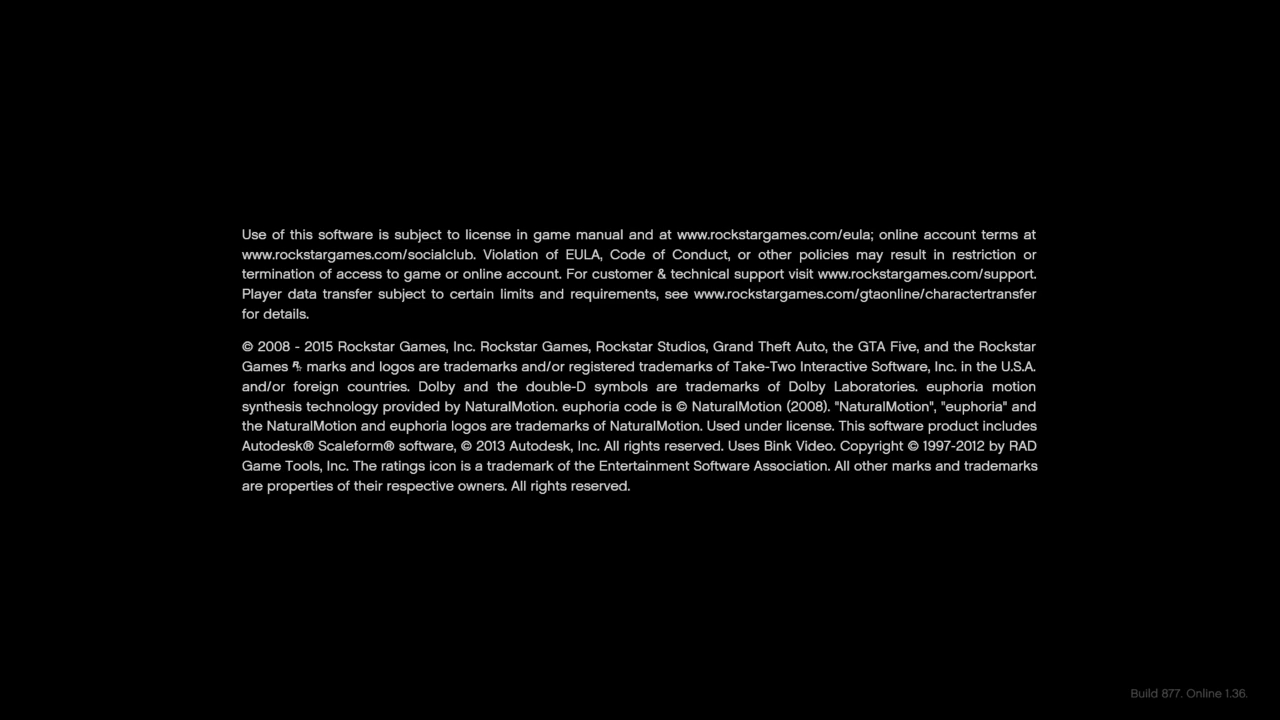 Use of this software is subject to license in game manual and at www.rockstargames.com/eula; online account terms at
www.rockstargames.com/socialclub. Violation of EULA, Code of Conduct, or other policies may result in restriction or
termination of access to game or online account. For customer & technical support visit www.rockstargames.com/support.
Player data transfer subject to certain limits and requirements, see www.rockstargames.com/gtaonline/charactertransfer
for details.
© 2008 - 2015 Rockstar Games, Inc. Rockstar Games, Rockstar Studios, Grand Theft Auto, the GTA Five, and the Rockstar
Games R* marks and logos are trademarks and/or registered trademarks of Take-Two Interactive Software, Inc. in the U.S.A.
and/or foreign countries. Dolby and the double-D symbols are trademarks of Dolby Laboratories. euphoria motion
synthesis technology provided by NaturalMotion. euphoria code is © NaturalMotion (2008). "NaturalMotion", "euphoria" and
the NaturalMotion and euphoria logos are trademarks of NaturalMotion. Used under license. This software product includes
Autodesk® Scaleform® software, © 2013 Autodesk, Inc. All rights reserved. Uses Bink Video. Copyright © 1997-2012 by RAD
Game Tools, Inc. The ratings icon is a trademark of the Entertainment Software Association. All other marks and trademarks
are properties of their respective owners. All rights reserved.
Build 877. Online 1.36.